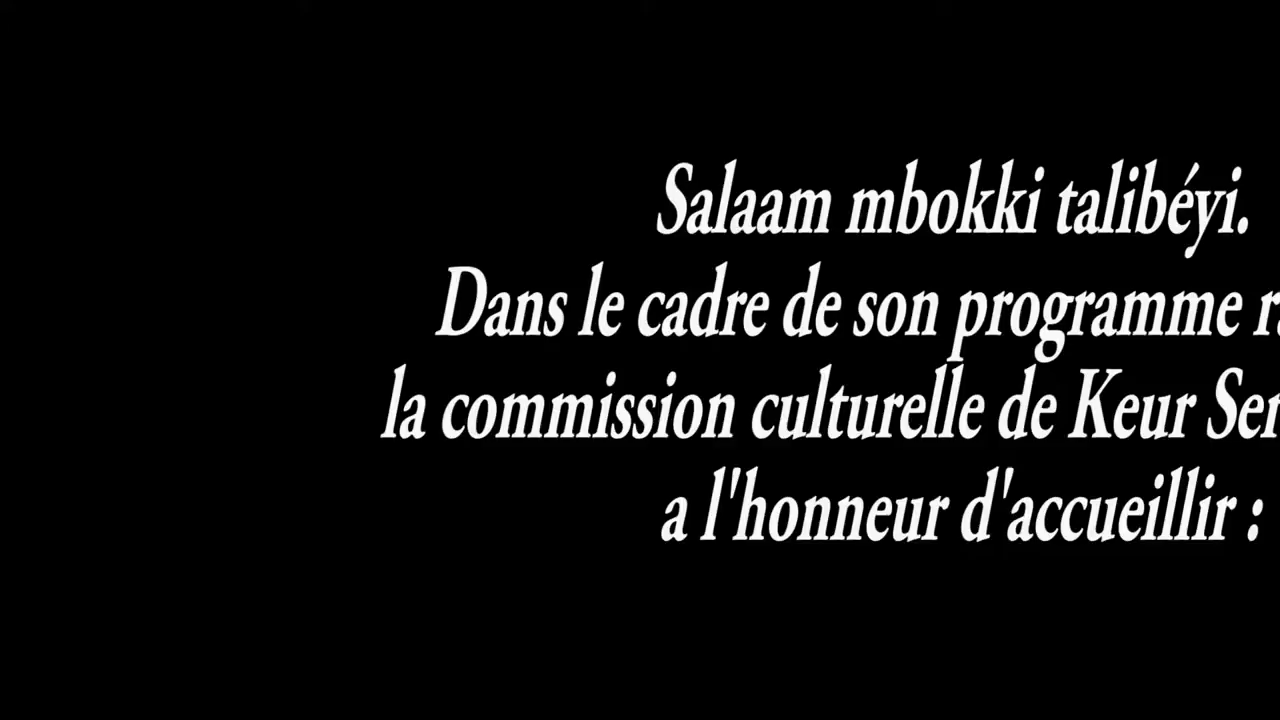 Salaam mbokki talibéyi.
Dans le cadre de son programme
la commission culturelle de Keur
a l'honneur d'accueillir :